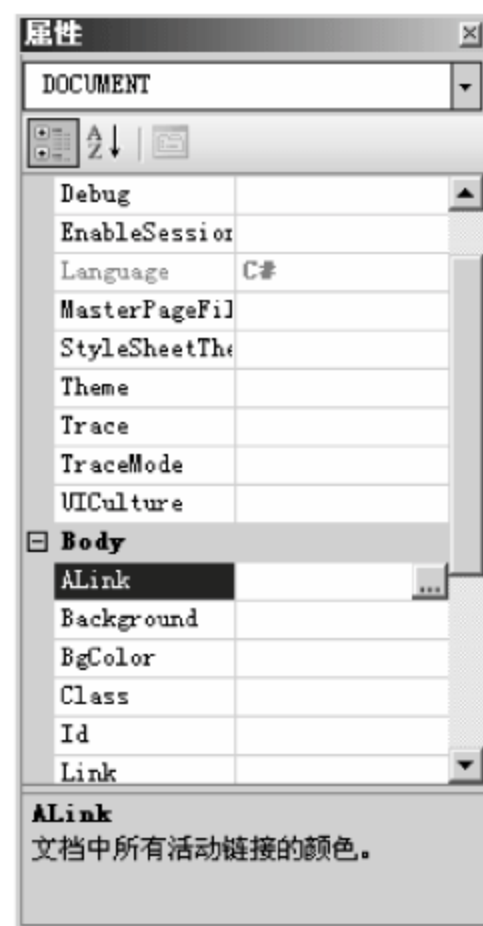 属性
DOCUMENT
Debug
EnableSession
Language C#
MasterPageFil
StyleSheetThe
Theme
Trace
TraceMode
UICulture
Body
ALink
...
Background
BgColor
Class
Id
Link
ALink
文档中所有活动链接的颜色。